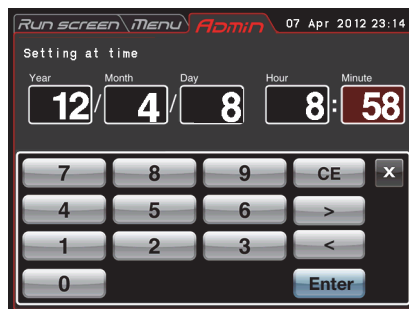 Run screen Menu Admin 07 Apr 2012 23:14
Setting at time
Year Month Day Hour Minute
12/ 4/ 8 8: 58
7 8 9 CE X
4 5 6 >
1 2 3 <
0 Enter